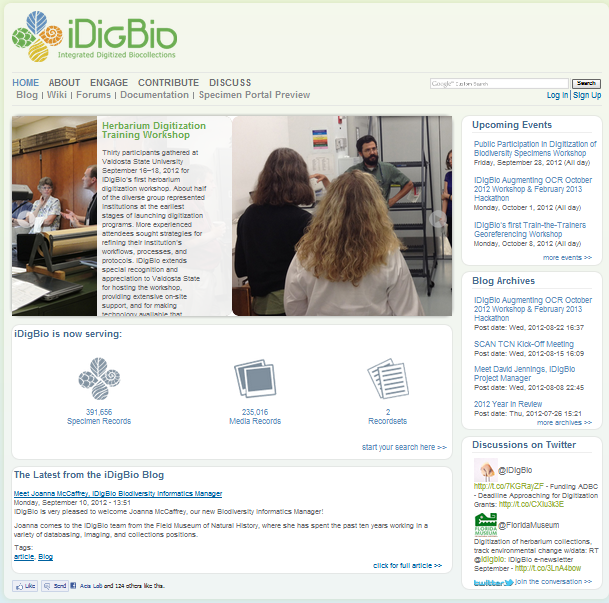 iDigBio
Integrated Digitized Biocollections
HOME ABOUT ENGAGE CONTRIBUTE DISCUSS
Blog | Wiki | Forums | Documentation | Specimen Portal Preview
Google™ Custom Search
Search
Log In | Sign Up
Herbarium Digitization
Training Workshop
Thirty participants gathered at
Valdosta State University
September 16–18, 2012 for
iDigBio's first herbarium
digitization workshop. About half
of the diverse group represented
institutions at the earliest
stages of launching digitization
programs. More experienced
attendees sought strategies for
refining their institution's
workflows, processes, and
protocols. iDigBio extends
special recognition and
appreciation to Valdosta State
for hosting the workshop,
providing extensive on-site
support, and for making
technology available that
iDigBio is now serving:
391,656
Specimen Records
235,016
Media Records
2
Recordsets
start your search here >>
The Latest from the iDigBio Blog
Meet Joanna McCaffrey, iDigBio Biodiversity Informatics Manager
Monday, September 10, 2012 - 13:51
iDigBio is very pleased to welcome Joanna McCaffrey, our new Biodiversity Informatics Manager!
Joanna comes to the iDigBio team from the Field Museum of Natural History, where she has spent the past ten years working in a
variety of databasing, imaging, and collections positions.
Tags:
article, Blog
click for full article >>
Like Send Acis Lab and 124 others like this.
Upcoming Events
Public Participation in Digitization of
Biodiversity Specimens Workshop
Friday, September 28, 2012 (All day)
iDigBio Augmenting OCR October
2012 Workshop & February 2013
Hackathon
Monday, October 1, 2012 (All day)
iDigBio's first Train-the-Trainers
Georeferencing Workshop
Monday, October 8, 2012 (All day)
more events >>
Blog Archives
iDigBio Augmenting OCR October
2012 Workshop & February 2013
Hackathon
Post date: Wed, 2012-08-22 16:37
SCAN TCN Kick-Off Meeting
Post date: Wed, 2012-08-15 16:09
Meet David Jennings, iDigBio
Project Manager
Post date: Wed, 2012-08-08 22:45
2012 Year In Review
Post date: Thu, 2012-07-26 15:21
more archives >>
Discussions on Twitter
@iDigBio
http://t.co/7KGRajZF - Funding ADBC
- Deadline Approaching for Digitization
Grants: http://t.co/CXIu3k3E
FLORIDA
MUSEUM
@FloridaMuseum
Digitization of herbarium collections,
track environmental change w/data: RT
@idigbio: iDigBio e-newsletter
September - http://t.co/3LnA4bow
twitter
join the conversation >>